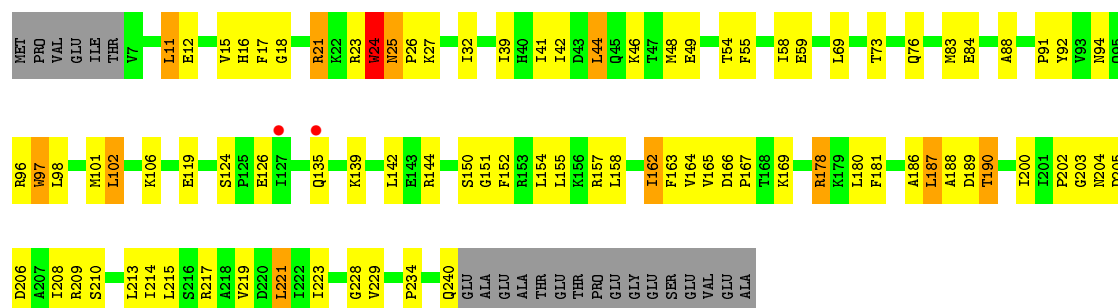 MET PRO VAL GLU ILE THR V7 L11 E12 V15 H16 F17 G18 R21 K22 R23 W24 N25 P26 K27 I32 I39 H40 I41 I42 D43 L44 Q45 K46 T47 M48 E49 T54 F55 I58 E59 L69 T73 Q76 M83 E84 A88 P91 Y92 V93 N94
R96 W97 L98 M101 L102 K106 E119 S124 P125 E126 I127 Q135 K139 L142 E143 R144 S150 G151 F152 R153 L154 L155 K156 R157 L158 I162 F163 V164 V165 D166 P167 T168 K169 R178 K179 L180 F181 A186 L187 A188 D189 T190 I200 I201 P202 G203 N204
D206 A207 I208 R209 S210 L213 I214 L215 S216 R217 A218 V219 D220 L221 I222 I223 G228 V229 P234 Q240 GLU ALA GLU ALA THR GLU THR PRO GLU GLY GLU SER GLU VAL GLU ALA